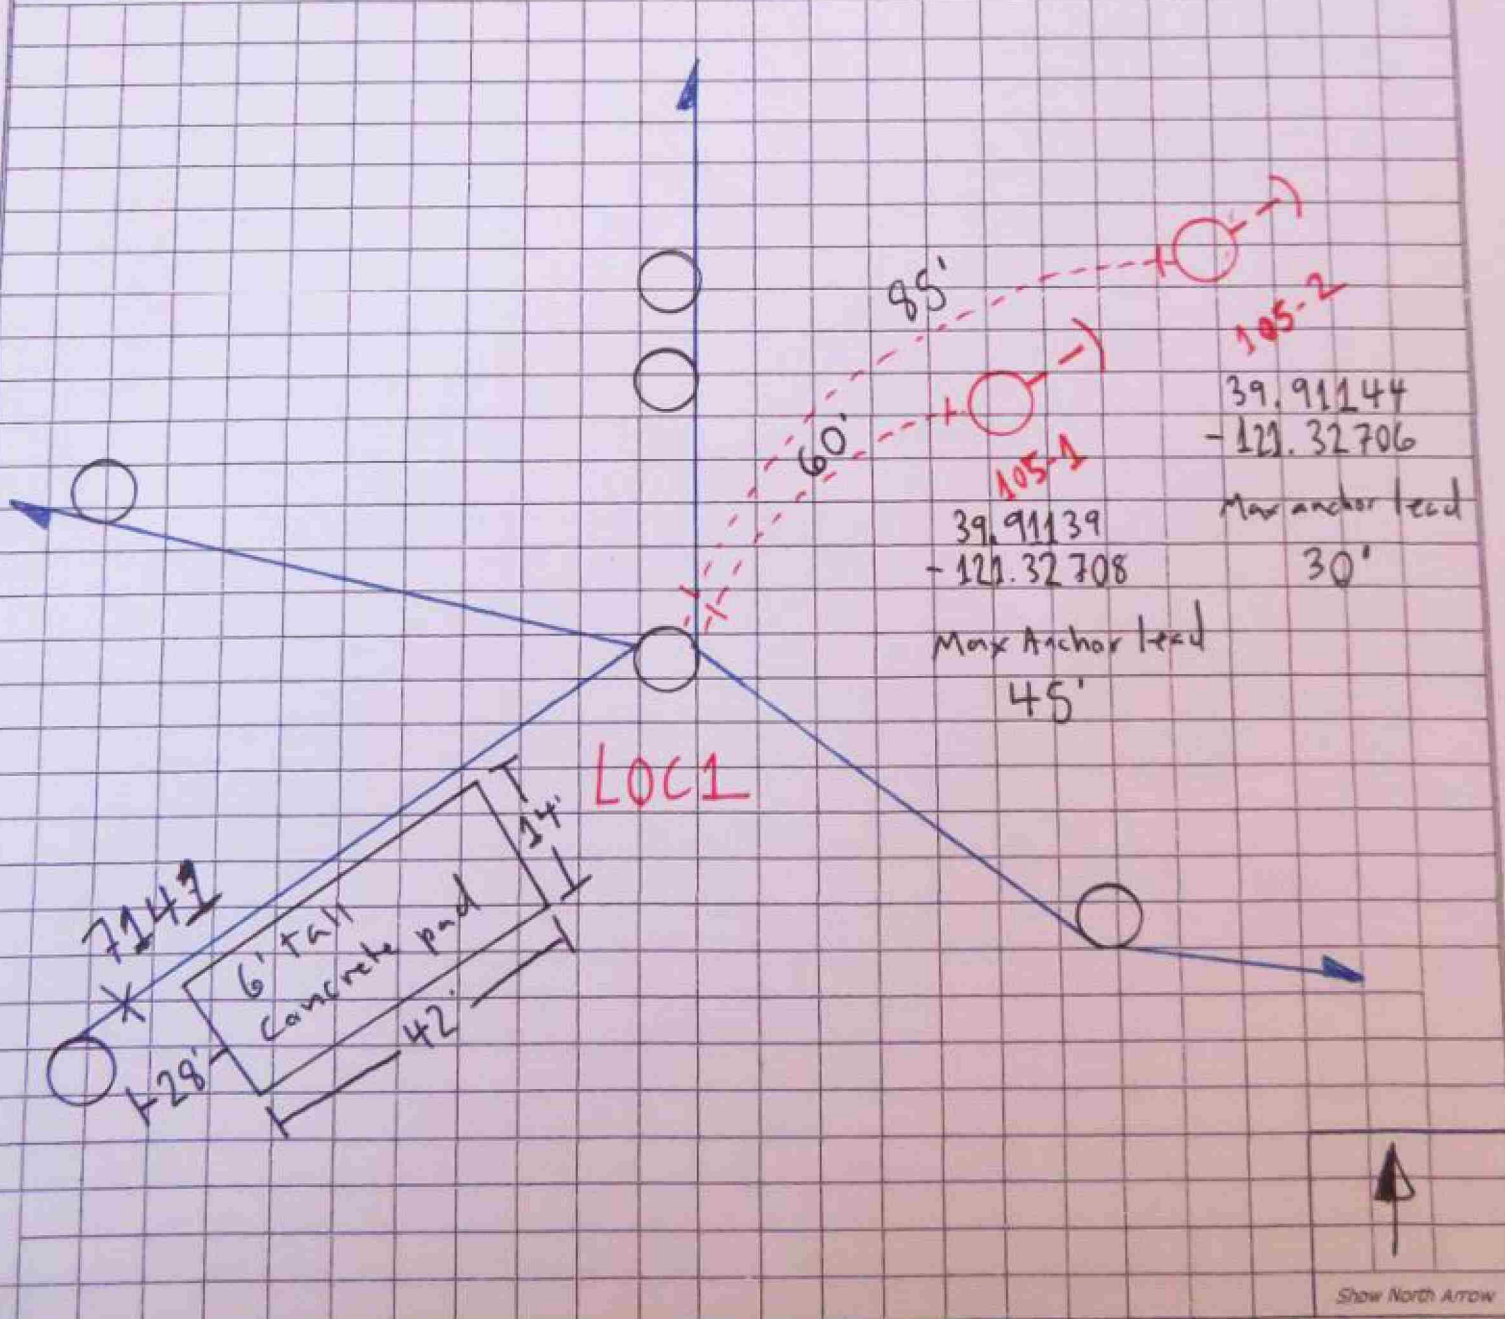 85'
105-2
60'
39.91144
-121.32706
105-1
Max anchor lead
30'
39.91139
-121.32708
Max Anchor lead
45'
LOC1
14'
7141
6' tall
concrete pad
42'
28'
Show North Arrow